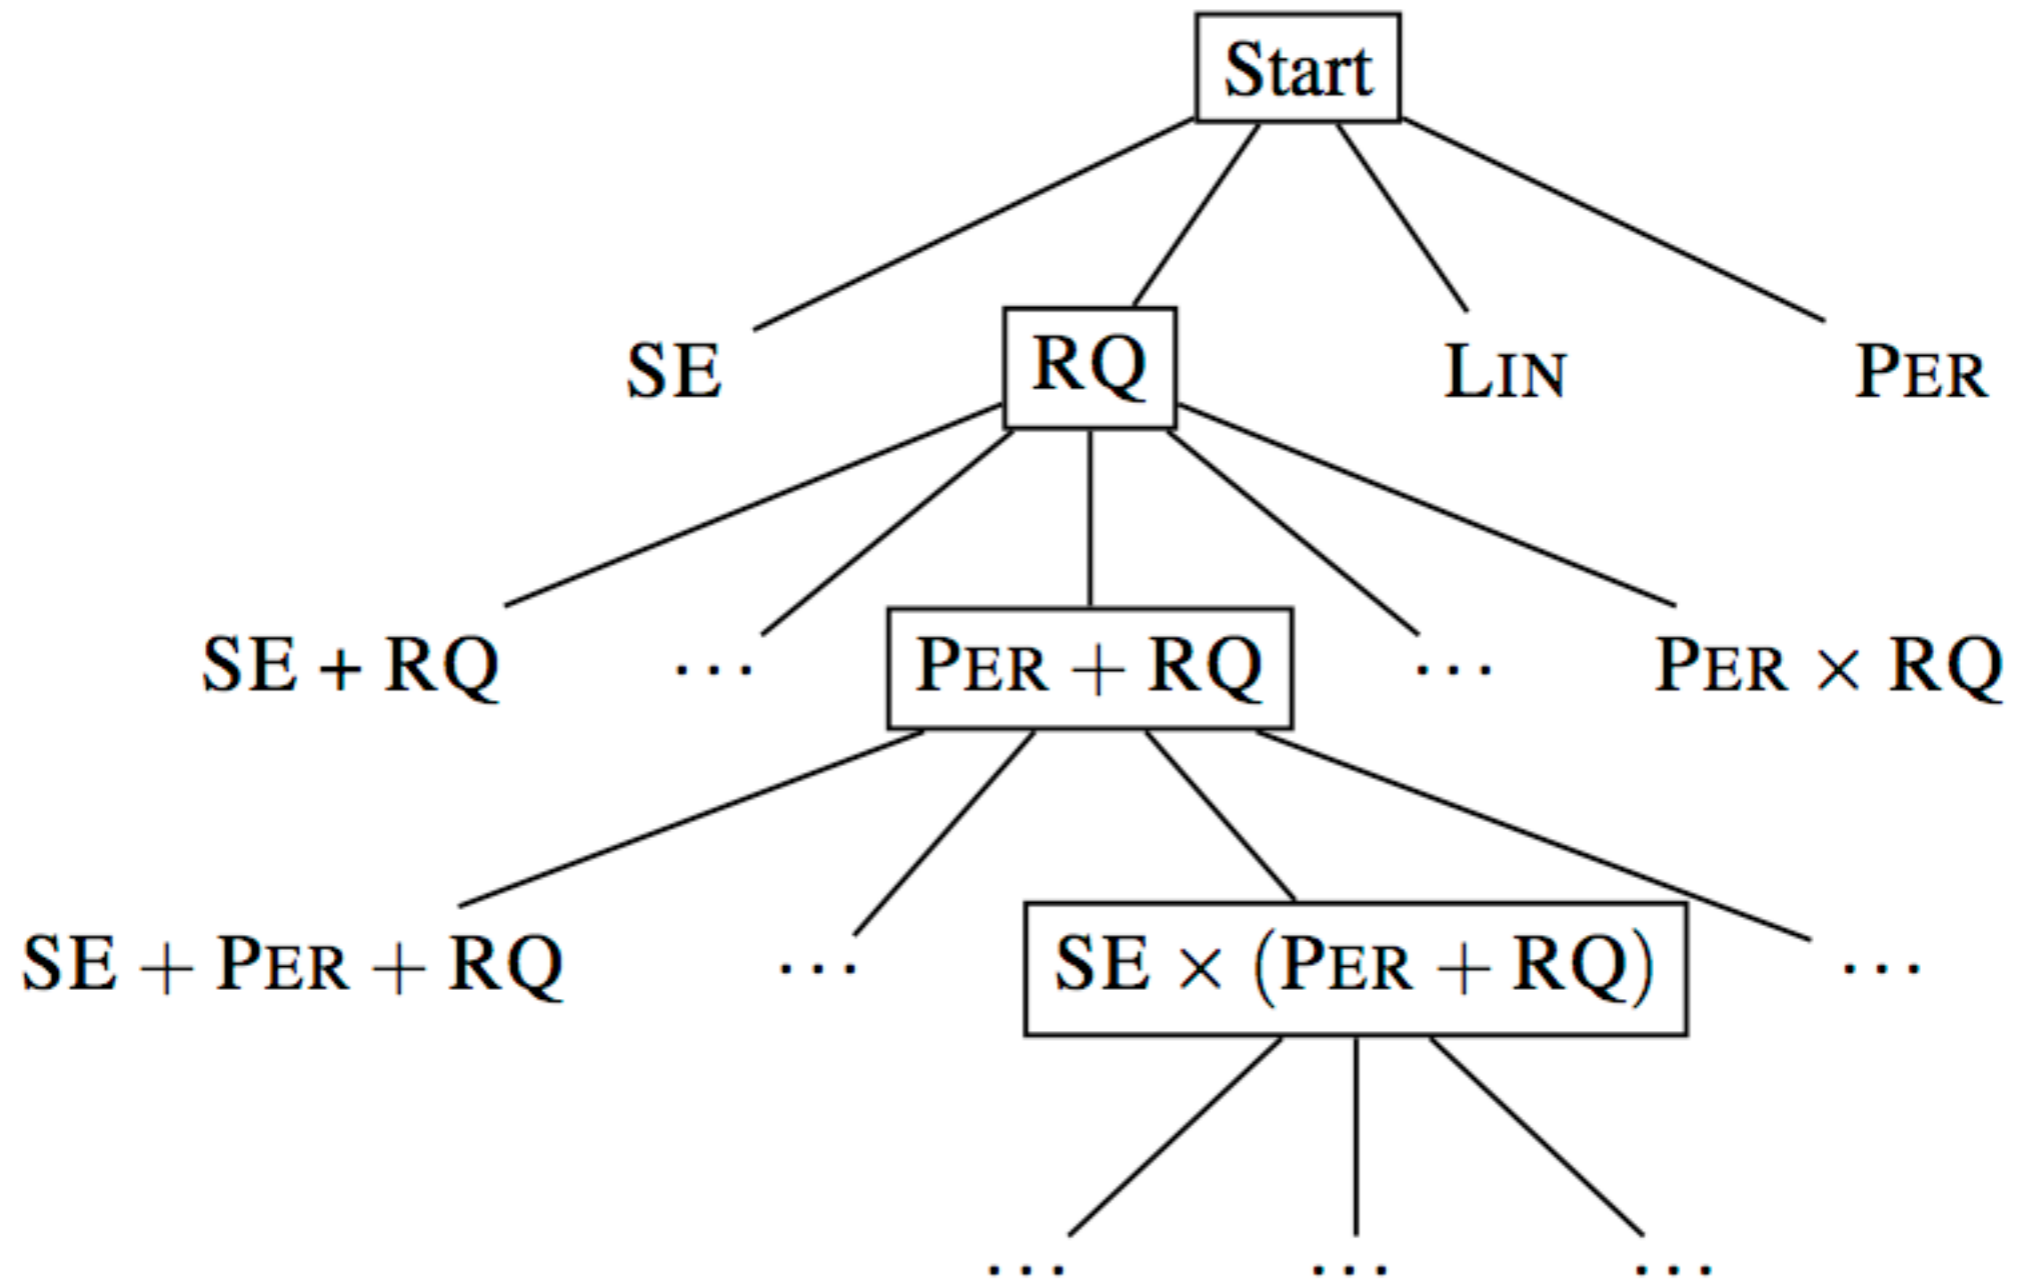 Start
SE RQ LIN PER
SE + RQ ... PER + RQ ... PER × RQ
SE + PER + RQ ... SE × (PER + RQ) ...
... ... ...